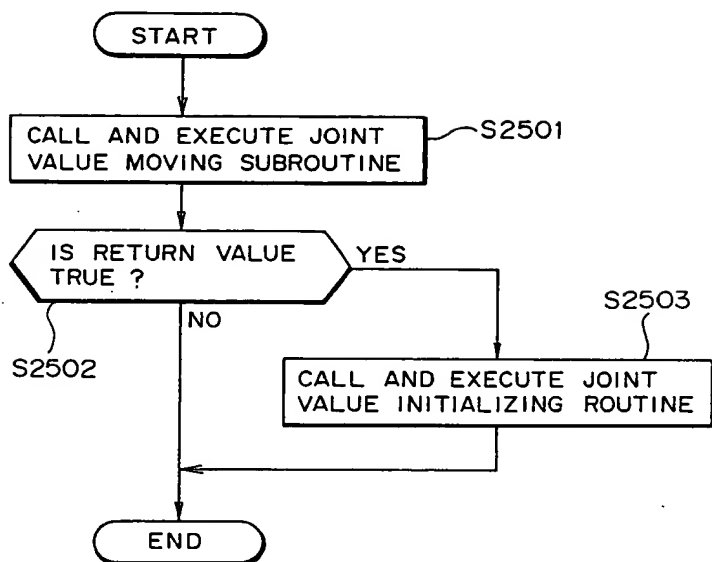 START
CALL AND EXECUTE JOINT
VALUE MOVING SUBROUTINE
S2501
IS RETURN VALUE
TRUE ?
YES
NO
S2502
S2503
CALL AND EXECUTE JOINT
VALUE INITIALIZING ROUTINE
END